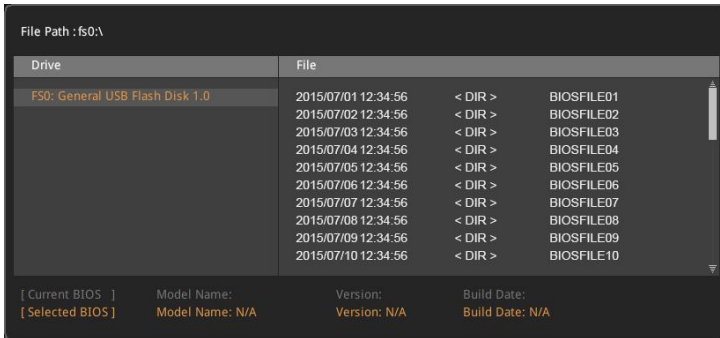 File Path : fs0:\
Drive File
FS0: General USB Flash Disk 1.0
2015/07/01 12:34:56 < DIR > BIOSFILE01
2015/07/02 12:34:56 < DIR > BIOSFILE02
2015/07/03 12:34:56 < DIR > BIOSFILE03
2015/07/04 12:34:56 < DIR > BIOSFILE04
2015/07/05 12:34:56 < DIR > BIOSFILE05
2015/07/06 12:34:56 < DIR > BIOSFILE06
2015/07/07 12:34:56 < DIR > BIOSFILE07
2015/07/08 12:34:56 < DIR > BIOSFILE08
2015/07/09 12:34:56 < DIR > BIOSFILE09
2015/07/10 12:34:56 < DIR > BIOSFILE10
[ Current BIOS ] Model Name: Version: Build Date:
[ Selected BIOS ] Model Name: N/A Version: N/A Build Date: N/A